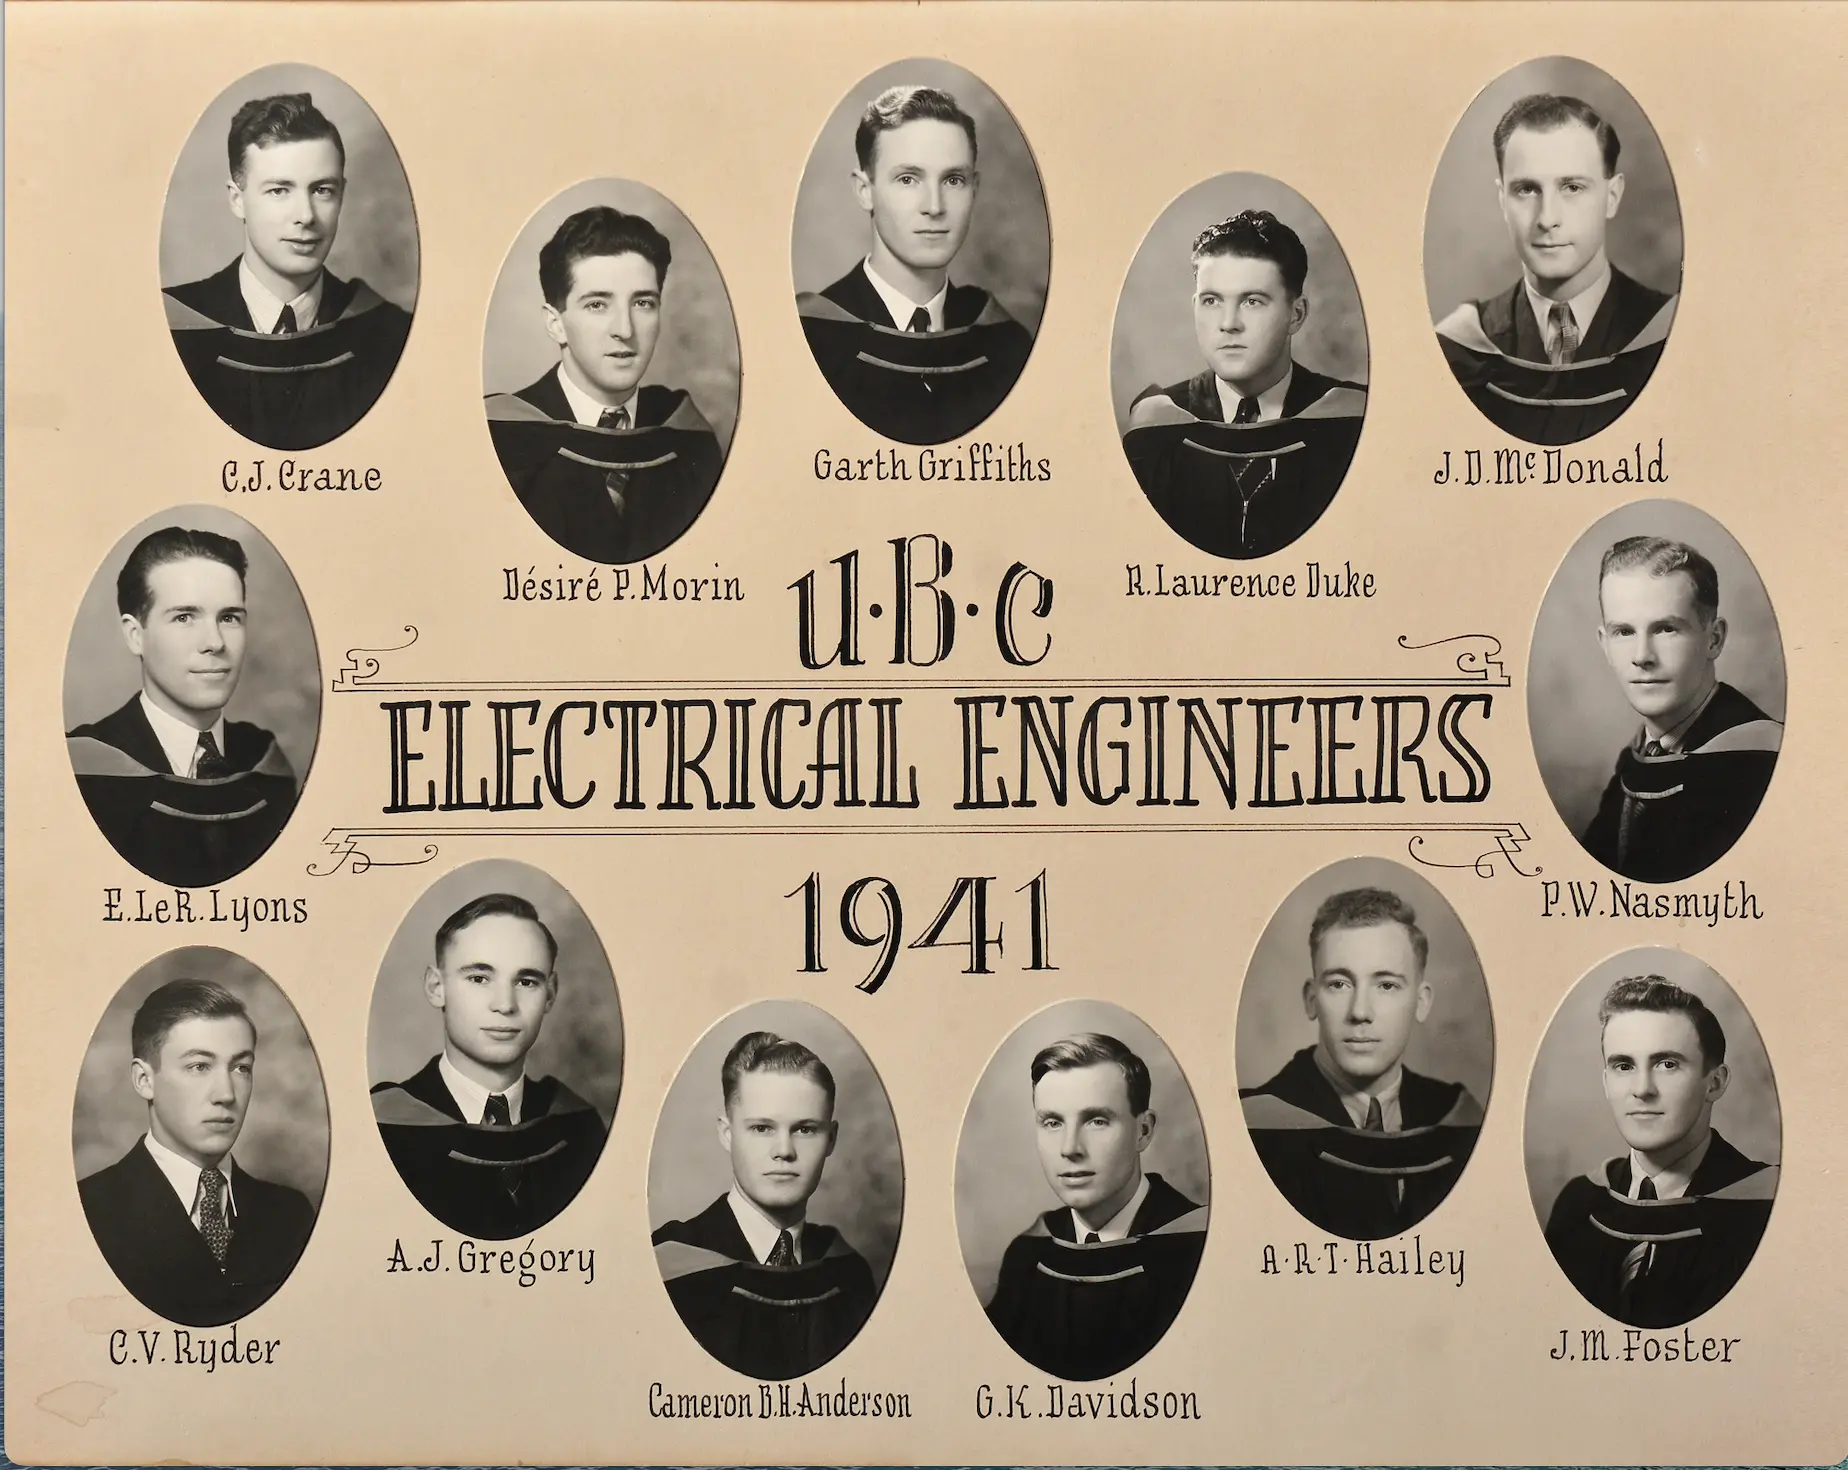 C.J. Crane
Garth Griffiths
J.D. McDonald
Désiré P. Morin
R. Laurence Duke
U·B·C
ELECTRICAL ENGINEERS
1941
E. LeR. Lyons
P.W. Nasmyth
A.J. Gregory
A·R·T· Hailey
C.V. Ryder
J.M. Foster
Cameron B.H. Anderson
G.K. Davidson